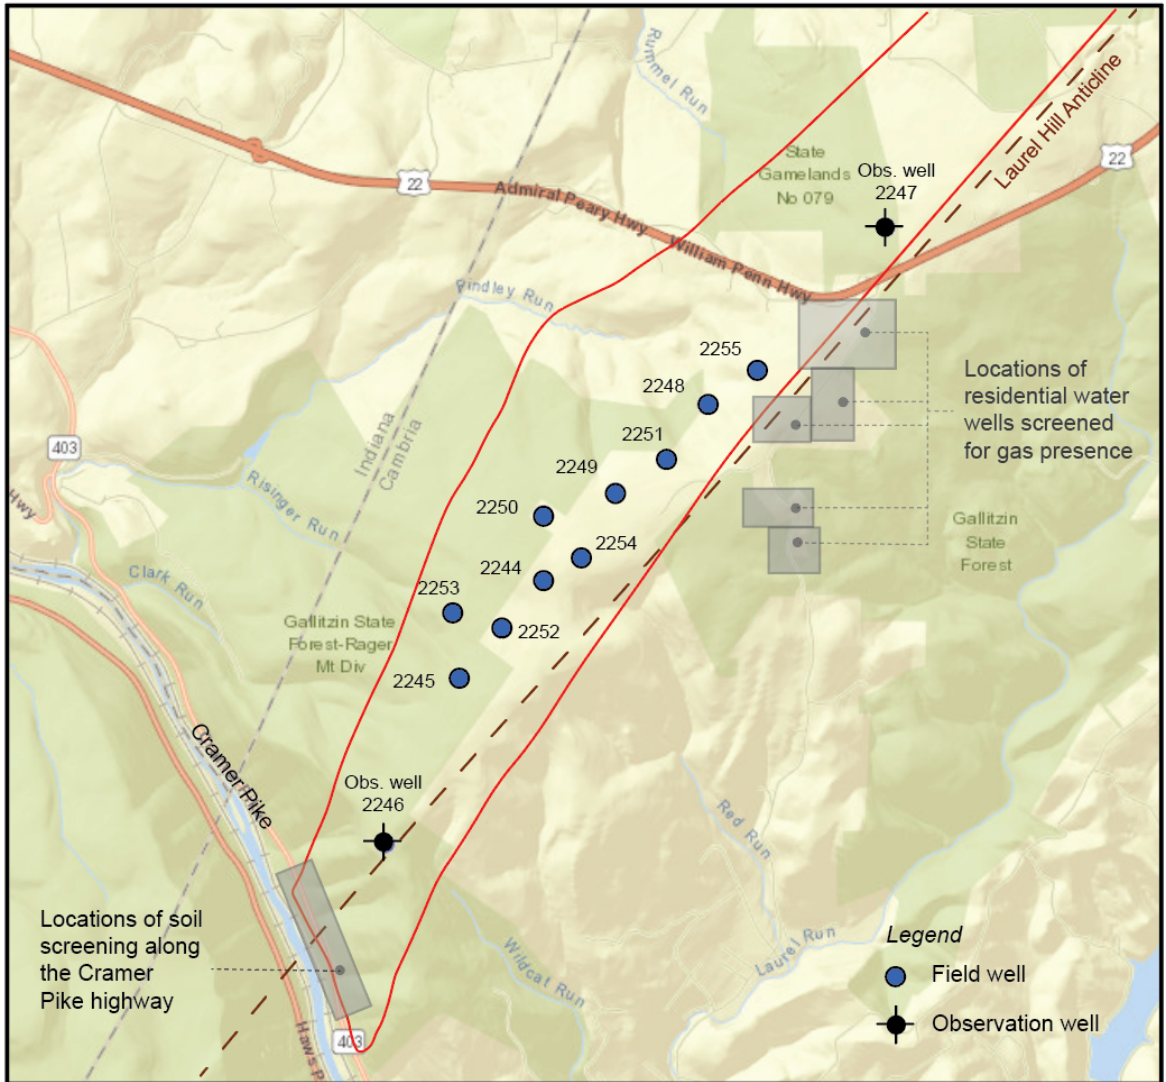 Rummel Run
Laurel Hill Anticline
22
State
Gamelands
No 079
Obs. well
2247
22
Admiral Peary Hwy
William Penn Hwy
Findley Run
2255
2248
Locations of
residential water
wells screened
for gas presence
2251
Indiana
Cambria
403
2249
Hwy
Risinger Run
2250
2254
Gallitzin
State
Forest
Clark Run
2244
2253
Gallitzin State
Forest-Rager
Mt Div
2252
2245
Cramer Pike
Obs. well
2246
Red Run
Locations of soil
screening along
the Cramer
Pike highway
Wildcat Run
Laurel Run
Legend
Field well
Observation well
403
Haws P